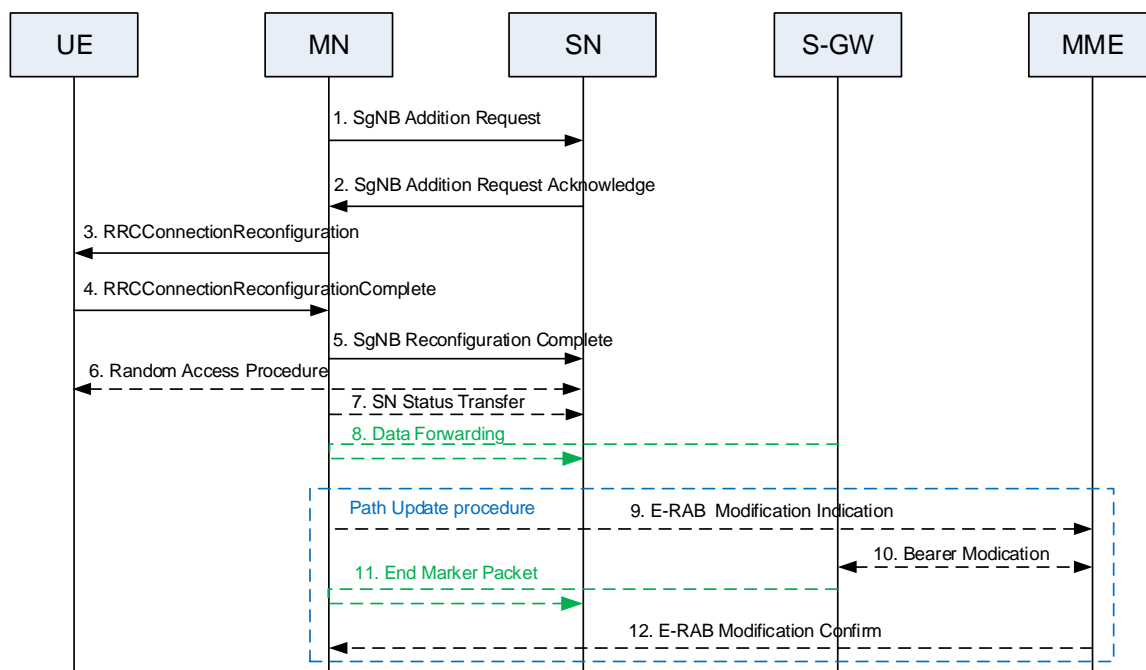 UE
MN
SN
S-GW
MME
1. SgNB Addition Request
2. SgNB Addition Request Acknowledge
3. RRCConnectionReconfiguration
4. RRCConnectionReconfigurationComplete
5. SgNB Reconfiguration Complete
6. Random Access Procedure
7. SN Status Transfer
8. Data Forwarding
Path Update procedure
9. E-RAB Modification Indication
10. Bearer Modication
11. End Marker Packet
12. E-RAB Modification Confirm